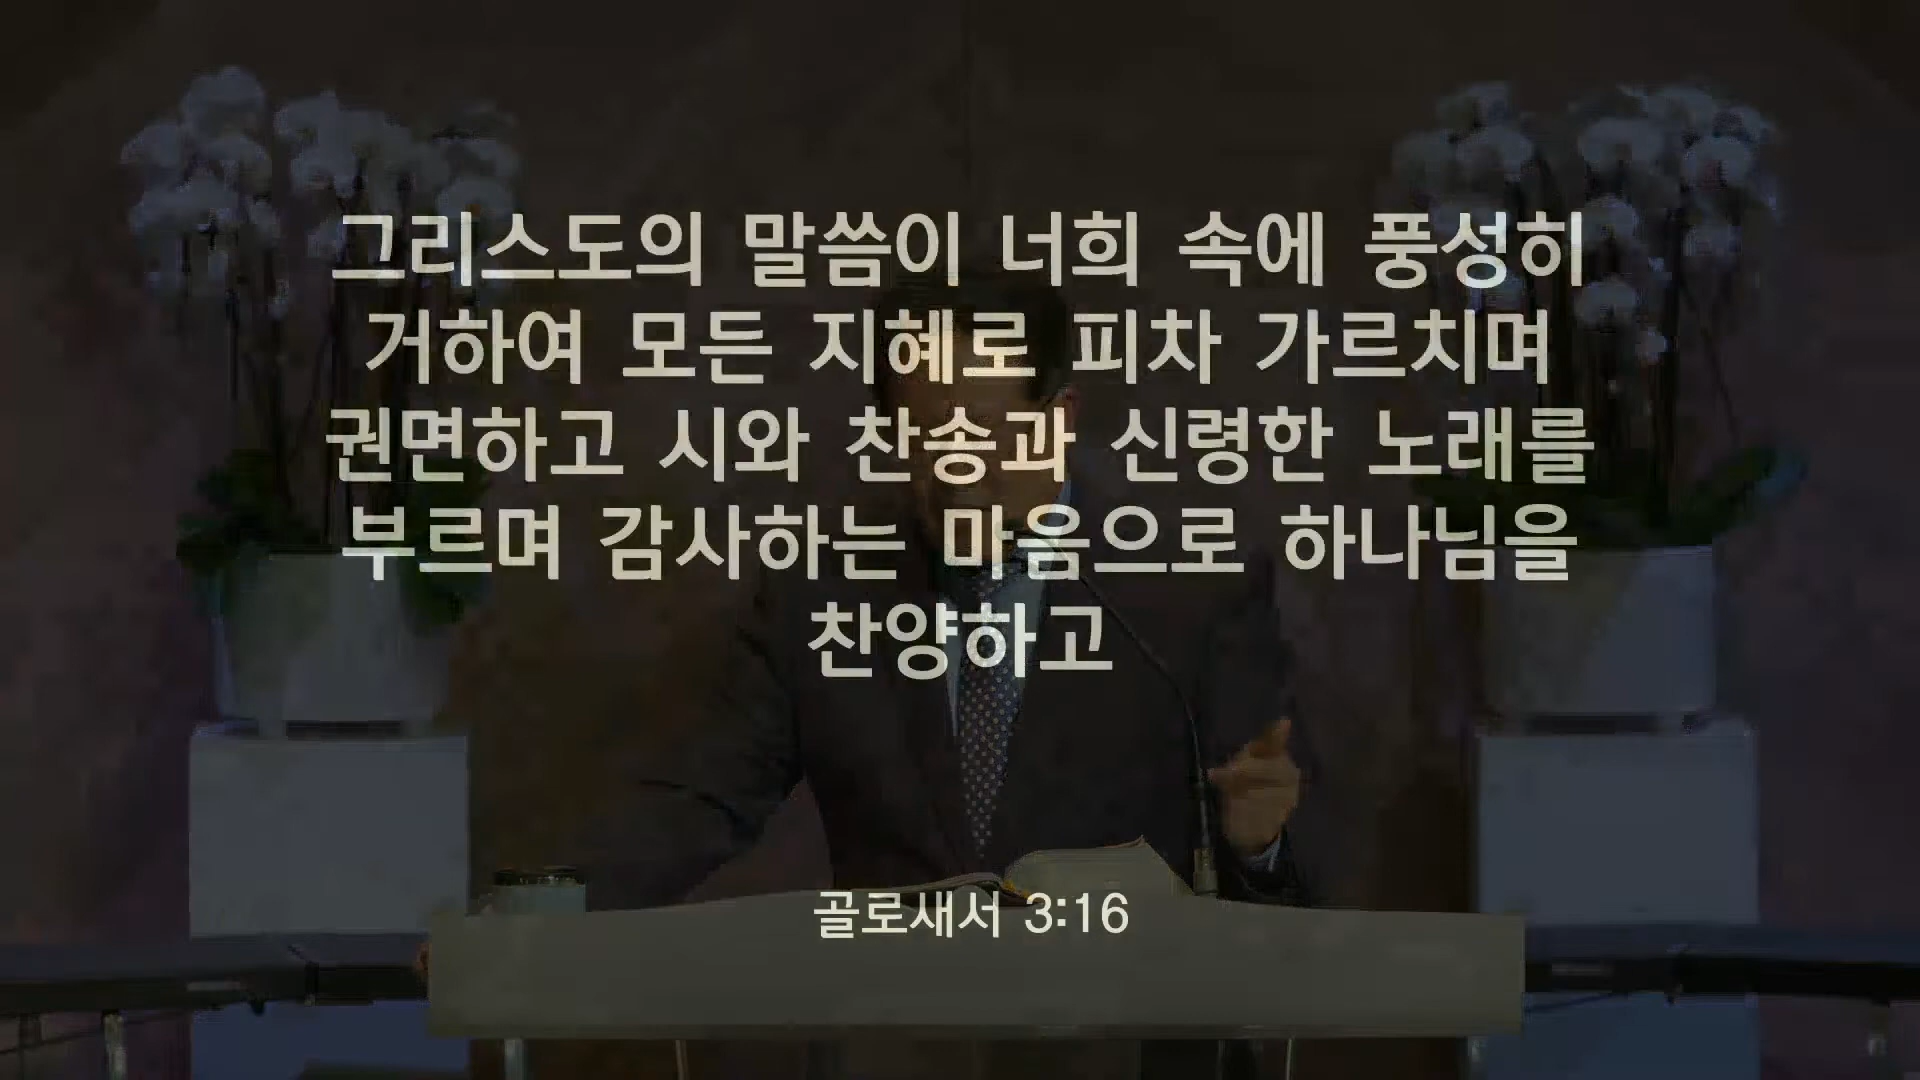 그리스도의 말씀이 너희 속에 풍성히
거하여 모든 지혜로 피차 가르치며
권면하고 시와 찬송과 신령한 노래를
부르며 감사하는 마음으로 하나님을
찬양하고
골로새서 3:16